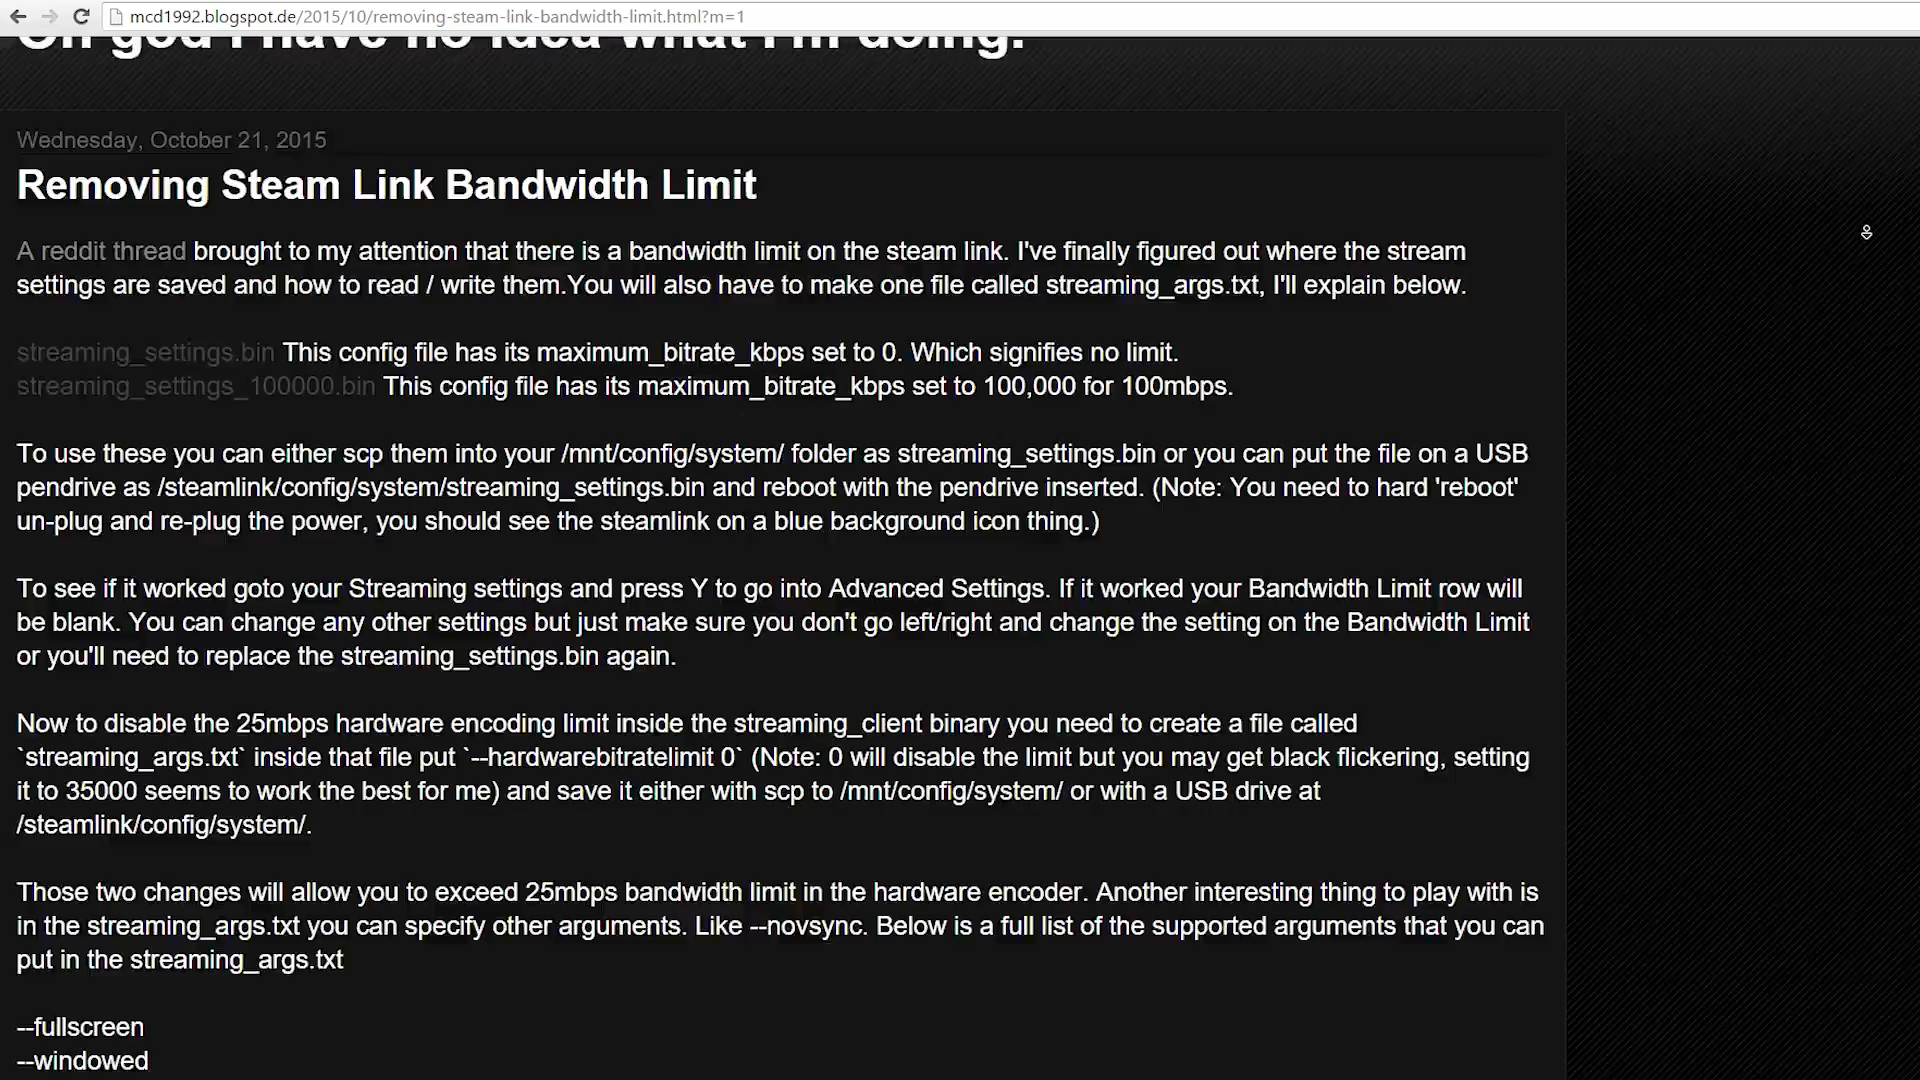 mcd1992.blogspot.de/2015/10/removing-steam-link-bandwidth-limit.html?m=1
Oh god I have no idea what I'm doing.
Wednesday, October 21, 2015
Removing Steam Link Bandwidth Limit
A reddit thread brought to my attention that there is a bandwidth limit on the steam link. I've finally figured out where the stream
settings are saved and how to read / write them.You will also have to make one file called streaming_args.txt, I'll explain below.
streaming_settings.bin This config file has its maximum_bitrate_kbps set to 0. Which signifies no limit.
streaming_settings_100000.bin This config file has its maximum_bitrate_kbps set to 100,000 for 100mbps.
To use these you can either scp them into your /mnt/config/system/ folder as streaming_settings.bin or you can put the file on a USB
pendrive as /steamlink/config/system/streaming_settings.bin and reboot with the pendrive inserted. (Note: You need to hard 'reboot'
un-plug and re-plug the power, you should see the steamlink on a blue background icon thing.)
To see if it worked goto your Streaming settings and press Y to go into Advanced Settings. If it worked your Bandwidth Limit row will
be blank. You can change any other settings but just make sure you don't go left/right and change the setting on the Bandwidth Limit
or you'll need to replace the streaming_settings.bin again.
Now to disable the 25mbps hardware encoding limit inside the streaming_client binary you need to create a file called
`streaming_args.txt` inside that file put `--hardwarebitratelimit 0` (Note: 0 will disable the limit but you may get black flickering, setting
it to 35000 seems to work the best for me) and save it either with scp to /mnt/config/system/ or with a USB drive at
/steamlink/config/system/.
Those two changes will allow you to exceed 25mbps bandwidth limit in the hardware encoder. Another interesting thing to play with is
in the streaming_args.txt you can specify other arguments. Like --novsync. Below is a full list of the supported arguments that you can
put in the streaming_args.txt
--fullscreen
--windowed